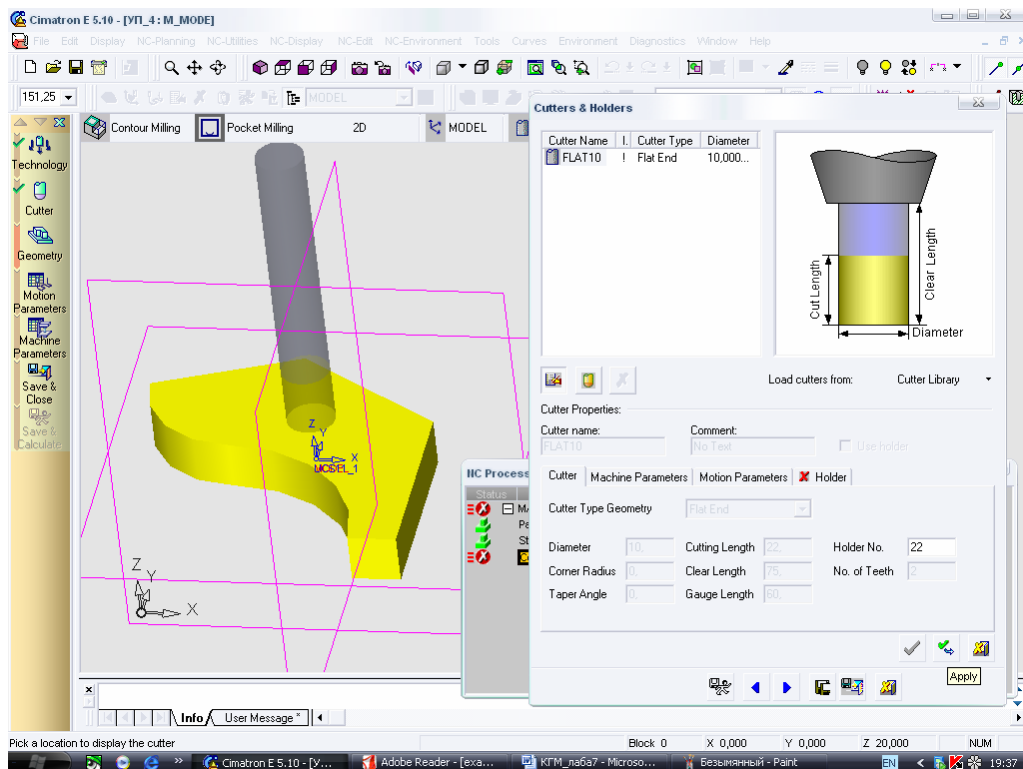 Cimatron E 5.10 - [УП_4 : M_MODE]
File Edit Display NC-Planning NC-Utilities NC-Display NC-Edit NC-Environment Tools Curves Environment Diagnostics Window Help
151,25
MODEL
Contour Milling Pocket Milling 2D MODEL
Technology
Cutter
Geometry
Motion
Parameters
Machine
Parameters
Save &
Close
Save &
Calculate
Z
Y
X
MODEL_1
Z
Y
X
NC Process
Status
Cutters & Holders
Cutter Name I. Cutter Type Diameter
FLAT10 ! Flat End 10,000...
Cut Length
Clear Length
Diameter
Load cutters from: Cutter Library
Cutter Properties:
Cutter name: Comment:
FLAT10 No Text Use holder
Cutter Machine Parameters Motion Parameters Holder
Cutter Type Geometry Flat End
Diameter 10, Cutting Length 22, Holder No. 22
Corner Radius 0, Clear Length 75, No. of Teeth 2
Taper Angle 0, Gauge Length 60,
Apply
Info User Message *
Pick a location to display the cutter Block 0 X 0,000 Y 0,000 Z 20,000 NUM
Cimatron E 5.10 - [У... Adobe Reader - [exa... КГМ_лаба7 - Microso... Безымянный - Paint EN 19:37